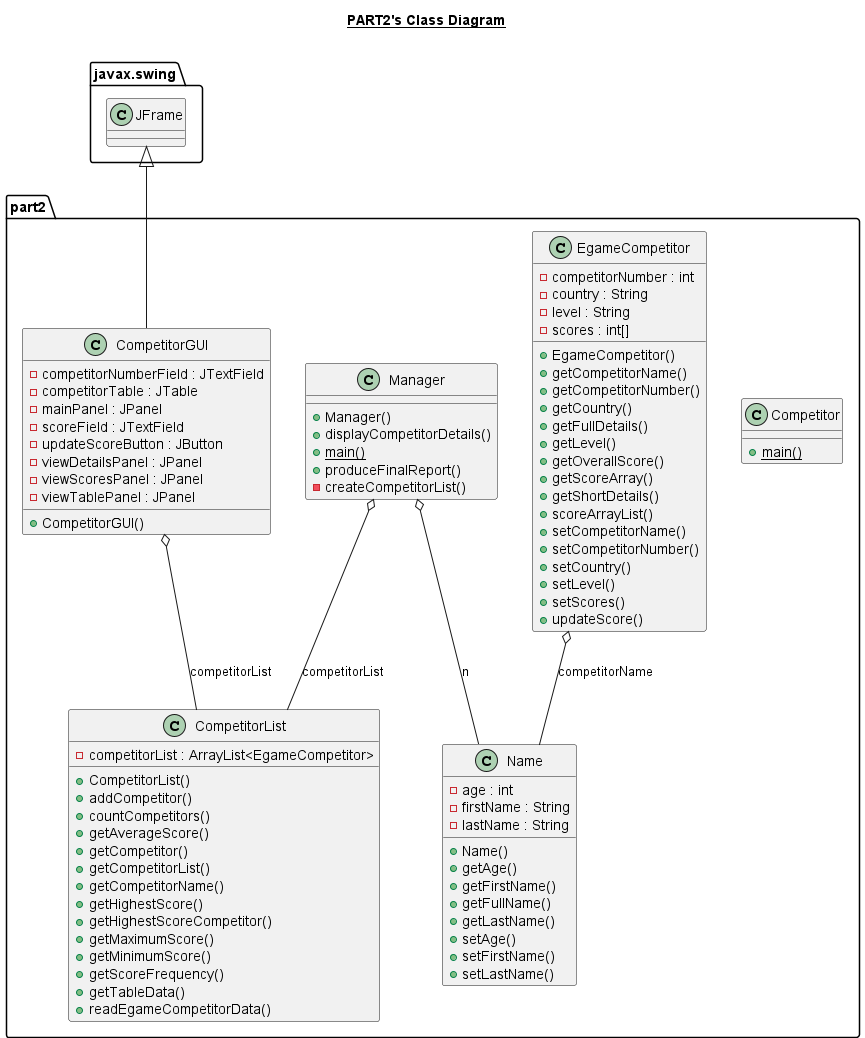 PART2's Class Diagram
javax.swing
C JFrame
part2
C EgameCompetitor
competitorNumber : int
country : String
level : String
scores : int[]
EgameCompetitor()
getCompetitorName()
getCompetitorNumber()
getCountry()
getFullDetails()
getLevel()
getOverallScore()
getScoreArray()
getShortDetails()
scoreArrayList()
setCompetitorName()
setCompetitorNumber()
setCountry()
setLevel()
setScores()
updateScore()
C CompetitorGUI
competitorNumberField : JTextField
competitorTable : JTable
mainPanel : JPanel
scoreField : JTextField
updateScoreButton : JButton
viewDetailsPanel : JPanel
viewScoresPanel : JPanel
viewTablePanel : JPanel
CompetitorGUI()
C Manager
Manager()
displayCompetitorDetails()
main()
produceFinalReport()
createCompetitorList()
C Competitor
main()
competitorList
competitorList
n
competitorName
C CompetitorList
competitorList : ArrayList<EgameCompetitor>
CompetitorList()
addCompetitor()
countCompetitors()
getAverageScore()
getCompetitor()
getCompetitorList()
getCompetitorName()
getHighestScore()
getHighestScoreCompetitor()
getMaximumScore()
getMinimumScore()
getScoreFrequency()
getTableData()
readEgameCompetitorData()
C Name
age : int
firstName : String
lastName : String
Name()
getAge()
getFirstName()
getFullName()
getLastName()
setAge()
setFirstName()
setLastName()